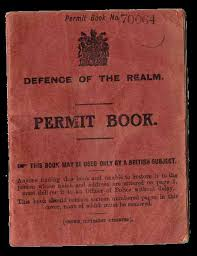 Permit Book No. 70064
DEFENCE OF THE REALM.
PERMIT BOOK.
THIS BOOK MAY BE USED ONLY BY A BRITISH SUBJECT.
Anyone finding this book and unable to restore it to the
person whose name and address are entered on page 3,
must deliver it to an Officer of Police without delay.
This book should contain sixteen numbered pages in this
cover, none of which must be removed.